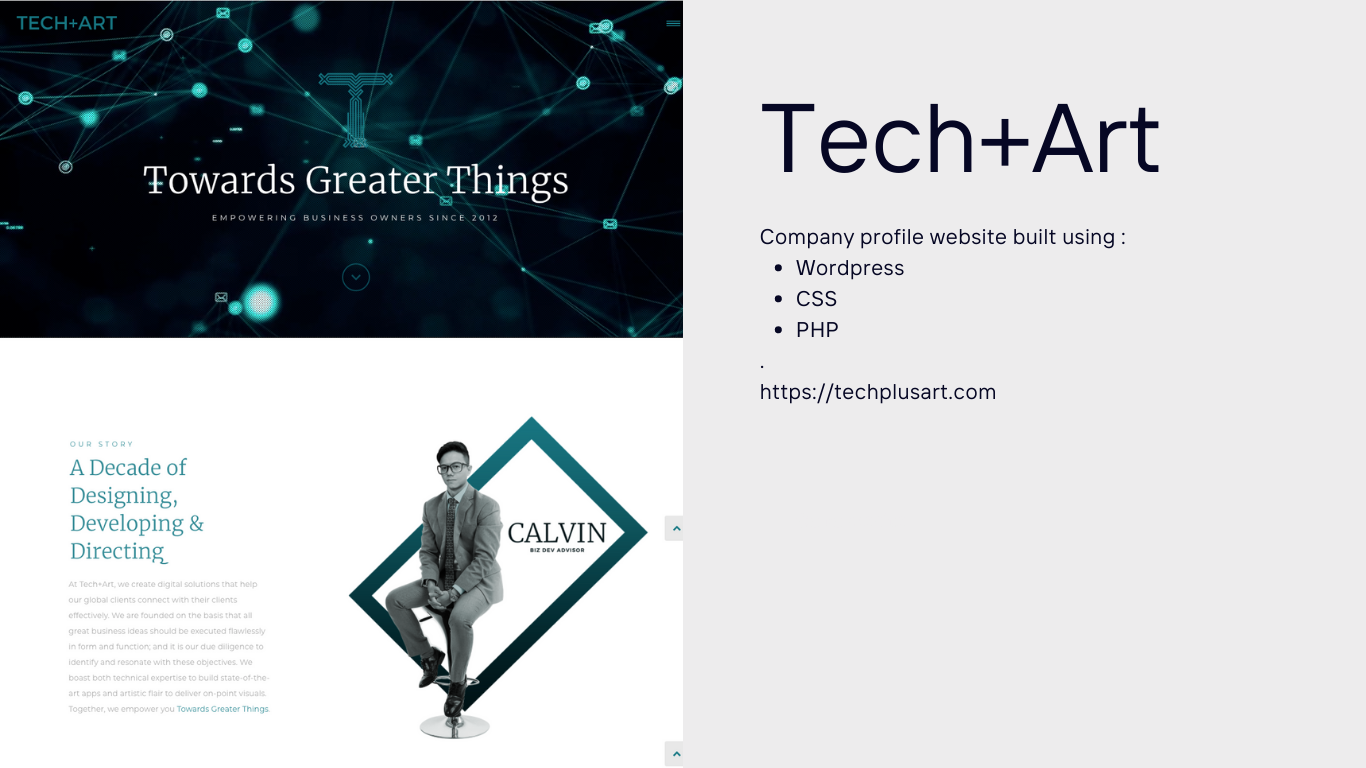 TECH+ART
Towards Greater Things
EMPOWERING BUSINESS OWNERS SINCE 2012
OUR STORY
A Decade of
Designing,
Developing &
Directing
At Tech+Art, we create digital solutions that help
our global clients connect with their clients
effectively. We are founded on the basis that all
great business ideas should be executed flawlessly
in form and function; and it is our due diligence to
identify and resonate with these objectives. We
boast both technical expertise to build state-of-the-
art apps and artistic flair to deliver on-point visuals.
Together, we empower you Towards Greater Things.
CALVIN
BIZ DEV ADVISOR
Tech+Art
Company profile website built using :
• Wordpress
• CSS
• PHP
.
https://techplusart.com